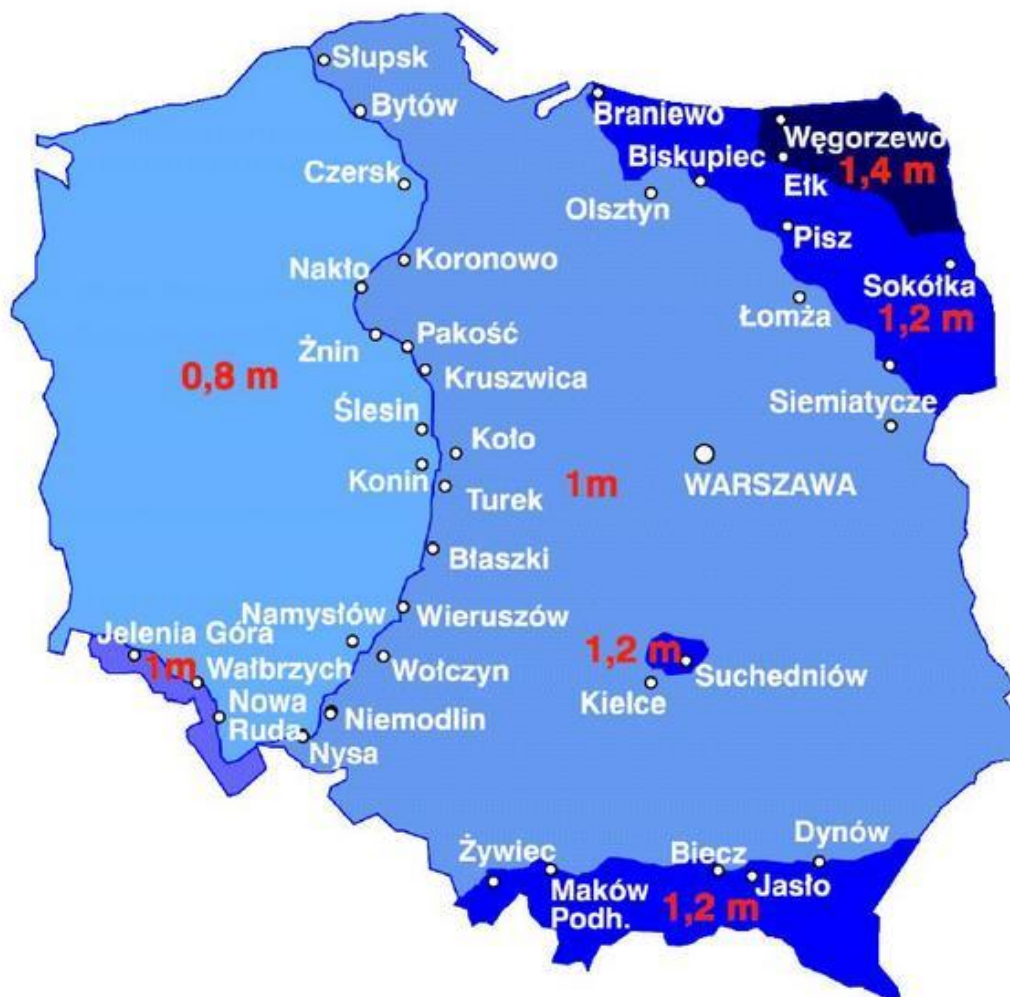 Słupsk
Bytów
Braniewo
Węgorzewo
Biskupiec
1,4 m
Czersk
Ełk
Olsztyn
Pisz
Koronowo
Nakło
Sokółka
Łomża
1,2 m
Pakość
Żnin
0,8 m
Kruszwica
Ślesin
Siemiatycze
Koło
Konin
1m
WARSZAWA
Turek
Błaszki
Namysłów
Wieruszów
Jelenia Góra
1,2 m
1m
Wałbrzych
Wołczyn
Suchedniów
Kielce
Nowa
Ruda
Niemodlin
Nysa
Dynów
Żywiec
Biecz
Maków
Podh.
Jasło
1,2 m